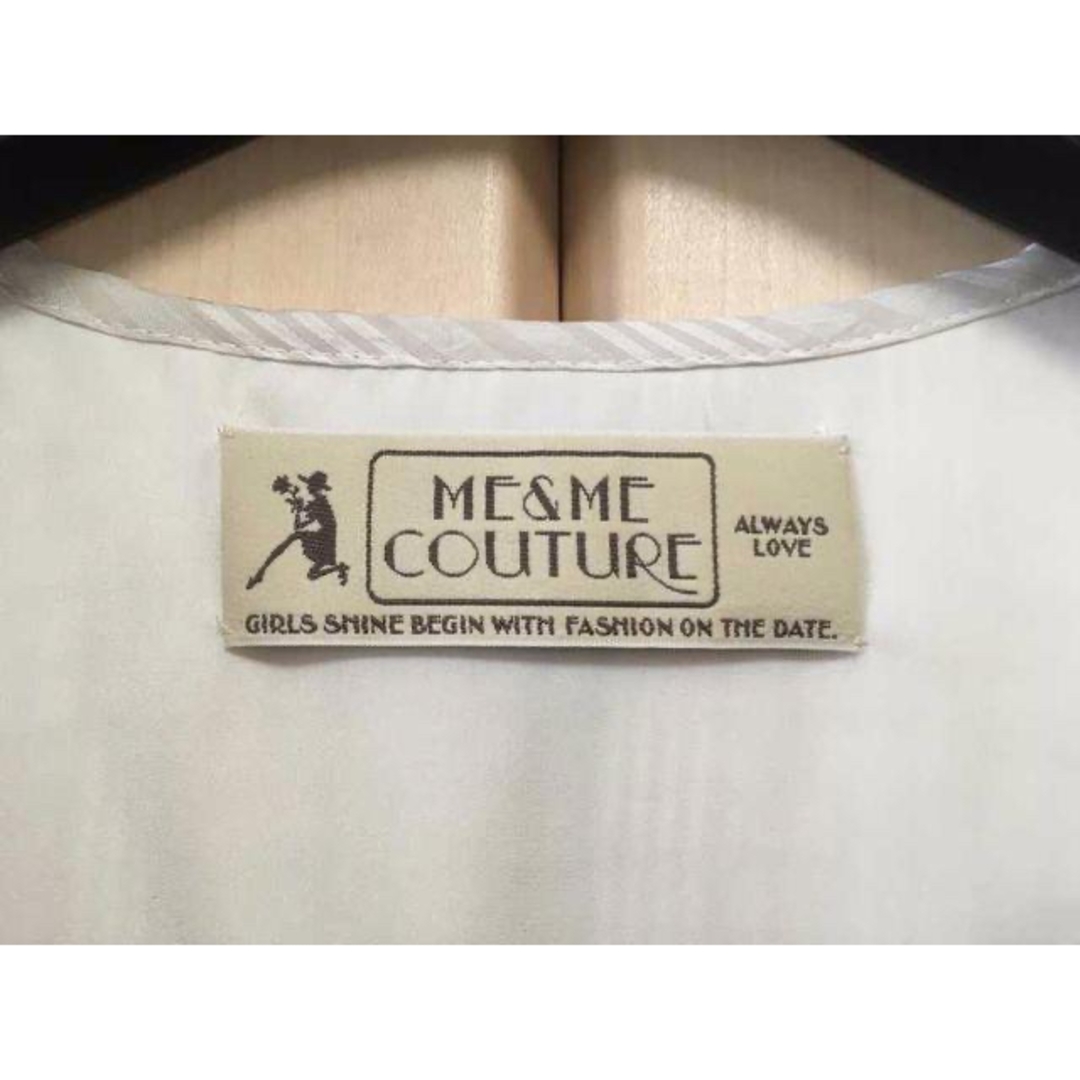 ME&ME
COUTURE
ALWAYS
LOVE
GIRLS SHINE BEGIN WITH FASHION ON THE DATE.